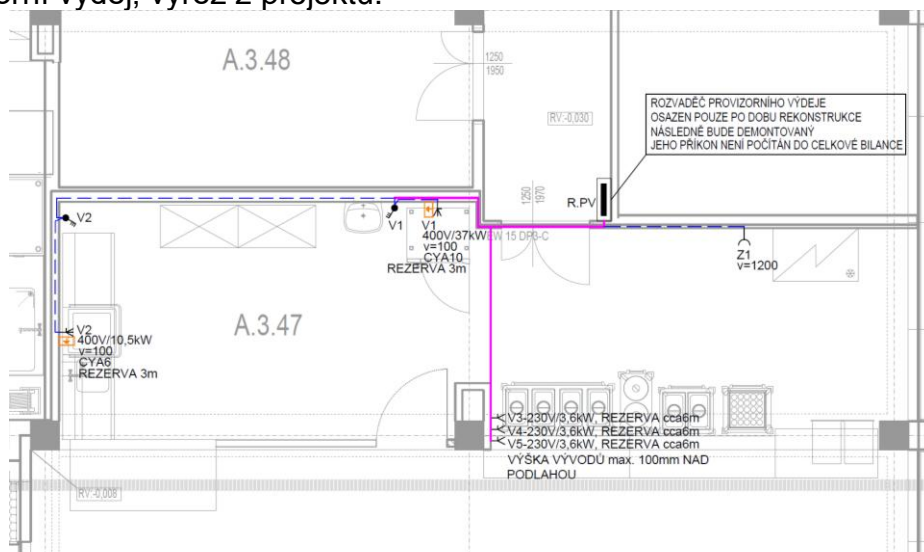 orní výdej, výřez z projektu.
A.3.48
1250
1950
RV:-0,030
ROZVADĚČ PROVIZORNÍHO VÝDEJE
OSAZEN POUZE PO DOBU REKONSTRUKCE
NÁSLEDNĚ BUDE DEMONTOVANÝ
JEHO PŘÍKON NENÍ POČÍTÁN DO CELKOVÉ BILANCE
1250
1970
R.PV
V2
V1
V1
400V/37kW
v=100
CYA10
REZERVA 3m
EW 15 DP3-C
Z1
v=1200
A.3.47
V2
400V/10,5kW
v=100
CYA6
REZERVA 3m
V3-230V/3,6kW, REZERVA cca6m
V4-230V/3,6kW, REZERVA cca6m
V5-230V/3,6kW, REZERVA cca6m
VÝŠKA VÝVODŮ max. 100mm NAD
PODLAHOU
RV:-0,008